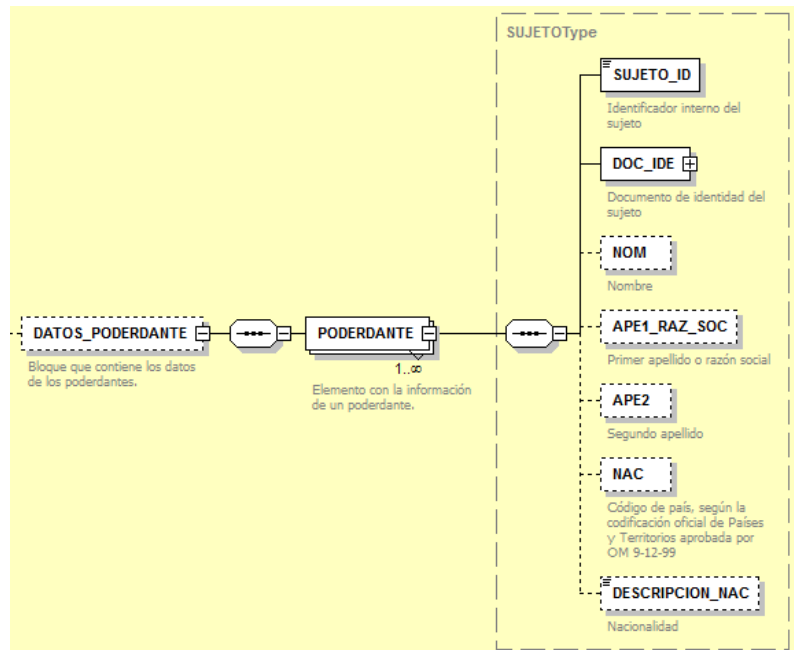 SUJETOType
SUJETO_ID
Identificador interno del
sujeto
DOC_IDE
Documento de identidad del
sujeto
NOM
Nombre
DATOS_PODERDANTE
Bloque que contiene los datos
de los poderdantes.
PODERDANTE
1..∞
Elemento con la información
de un poderdante.
APE1_RAZ_SOC
Primer apellido o razón social
APE2
Segundo apellido
NAC
Código de país, según la
codificación oficial de Países
y Territorios aprobada por
OM 9-12-99
DESCRIPCION_NAC
Nacionalidad